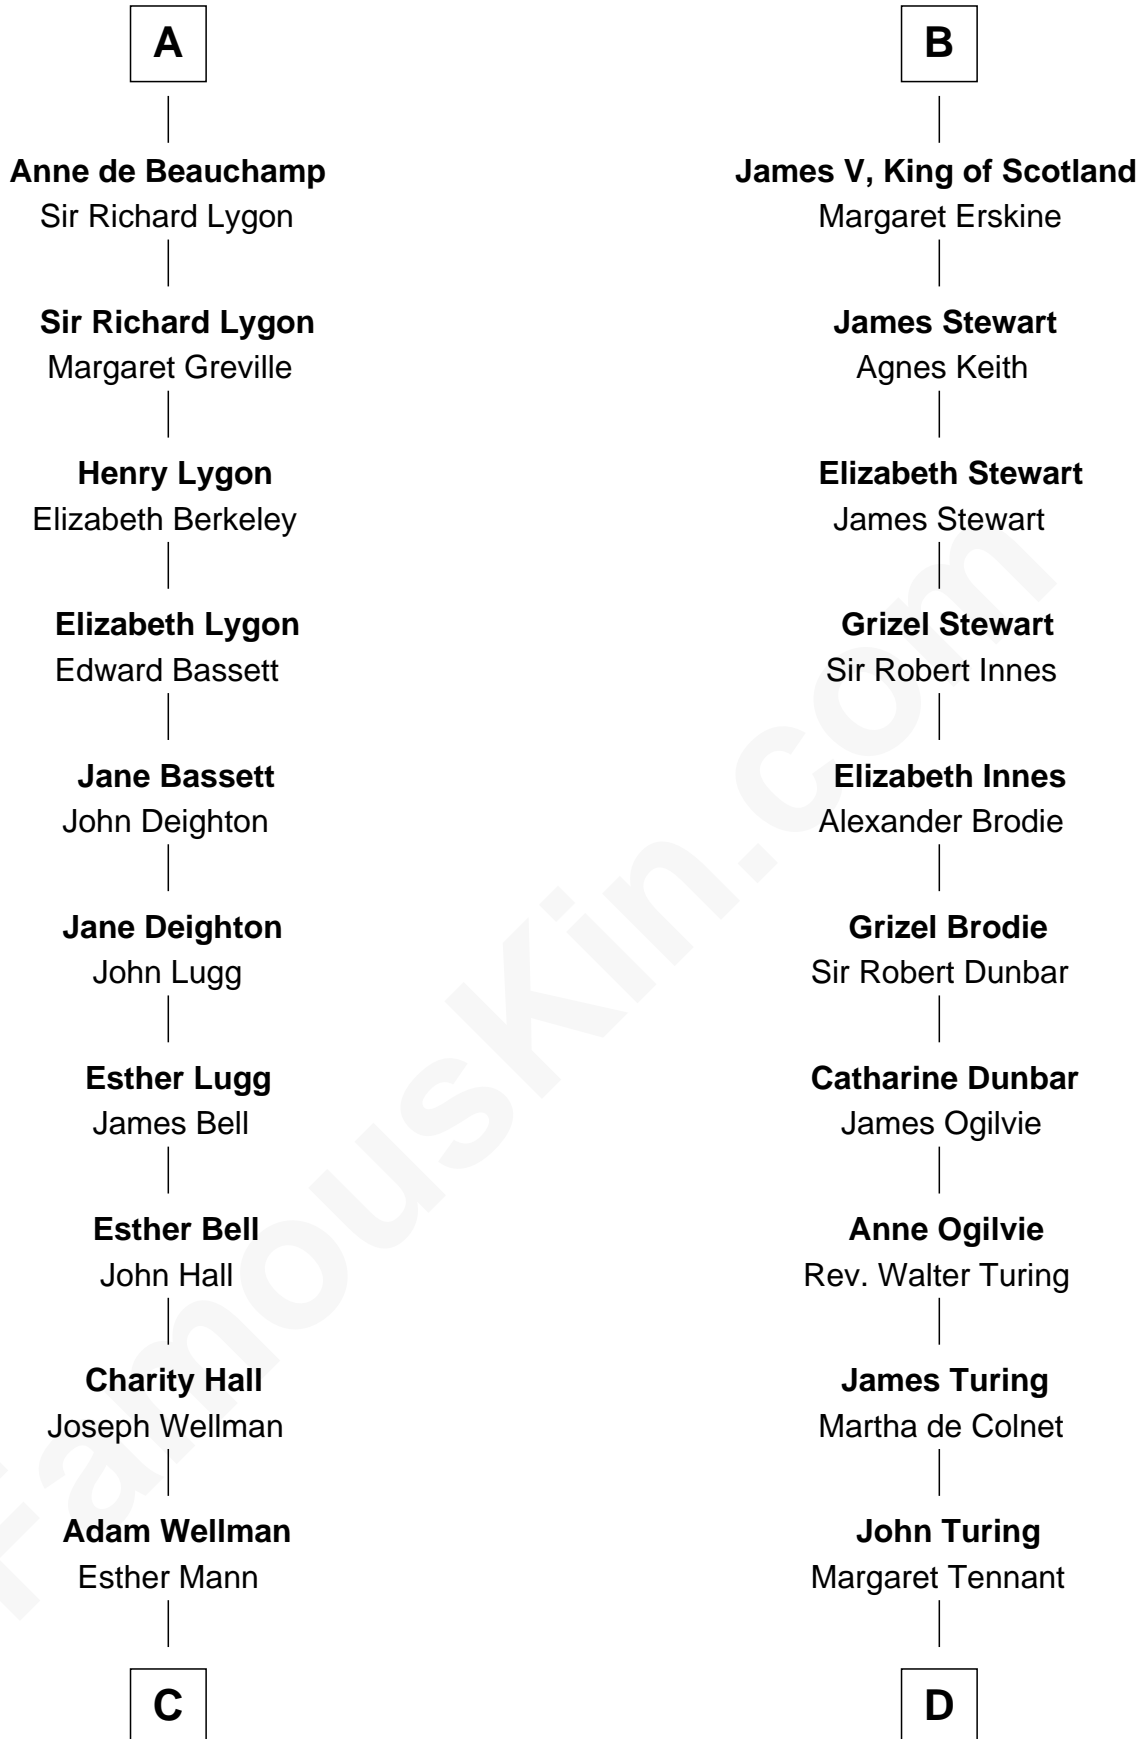 A
Anne de Beauchamp
Sir Richard Lygon
Sir Richard Lygon
Margaret Greville
Henry Lygon
Elizabeth Berkeley
Elizabeth Lygon
Edward Bassett
Jane Bassett
John Deighton
Jane Deighton
John Lugg
Esther Lugg
James Bell
Esther Bell
John Hall
Charity Hall
Joseph Wellman
Adam Wellman
Esther Mann
C
B
James V, King of Scotland
Margaret Erskine
James Stewart
Agnes Keith
Elizabeth Stewart
James Stewart
Grizel Stewart
Sir Robert Innes
Elizabeth Innes
Alexander Brodie
Grizel Brodie
Sir Robert Dunbar
Catharine Dunbar
James Ogilvie
Anne Ogilvie
Rev. Walter Turing
James Turing
Martha de Colnet
John Turing
Margaret Tennant
D
FamousKin.com